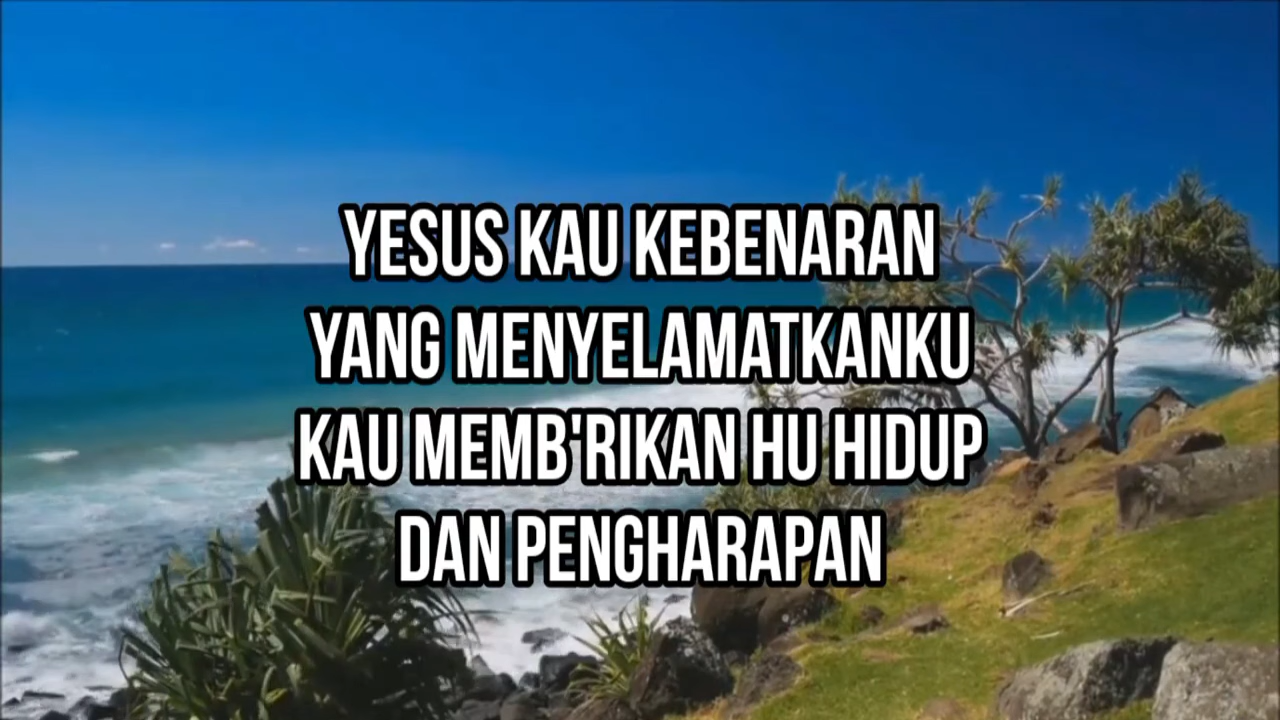 YESUS KAU KEBENARAN
YANG MENYELAMATKANKU
KAU MEMB'RIKAN HU HIDUP
DAN PENGHARAPAN